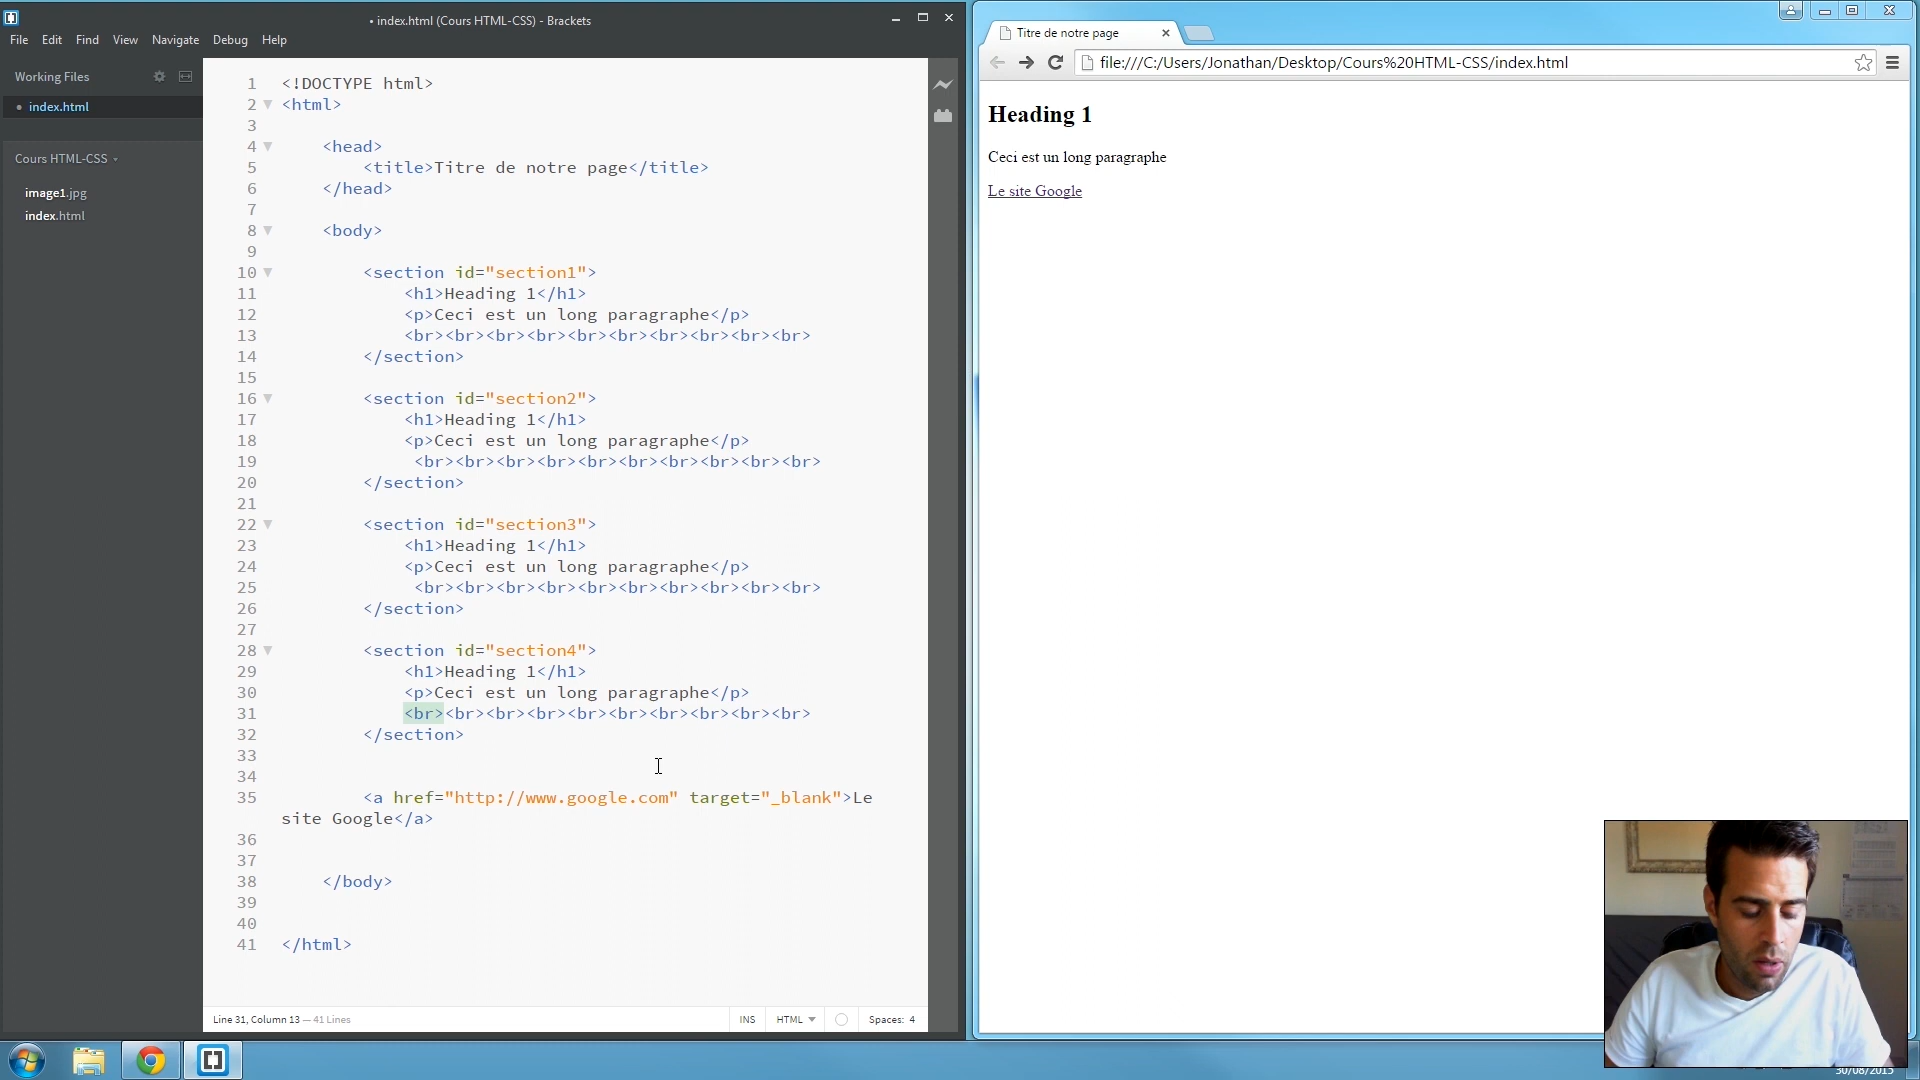 • index.html (Cours HTML-CSS) - Brackets
File Edit Find View Navigate Debug Help
Working Files
• index.html
Cours HTML-CSS
image1.jpg
index.html
1 <!DOCTYPE html>
2 <html>
3
4 <head>
5 <title>Titre de notre page</title>
6 </head>
7
8 <body>
9
10 <section id="section1">
11 <h1>Heading 1</h1>
12 <p>Ceci est un long paragraphe</p>
13 <br><br><br><br><br><br><br><br><br><br>
14 </section>
15
16 <section id="section2">
17 <h1>Heading 1</h1>
18 <p>Ceci est un long paragraphe</p>
19 <br><br><br><br><br><br><br><br><br><br>
20 </section>
21
22 <section id="section3">
23 <h1>Heading 1</h1>
24 <p>Ceci est un long paragraphe</p>
25 <br><br><br><br><br><br><br><br><br><br>
26 </section>
27
28 <section id="section4">
29 <h1>Heading 1</h1>
30 <p>Ceci est un long paragraphe</p>
31 <br><br><br><br><br><br><br><br><br><br>
32 </section>
33
34
35 <a href="http://www.google.com" target="_blank">Le
site Google</a>
36
37
38 </body>
39
40
41 </html>
Line 31, Column 13 — 41 Lines
INS HTML Spaces: 4
Titre de notre page
file:///C:/Users/Jonathan/Desktop/Cours%20HTML-CSS/index.html
Heading 1
Ceci est un long paragraphe
Le site Google
30/08/2015